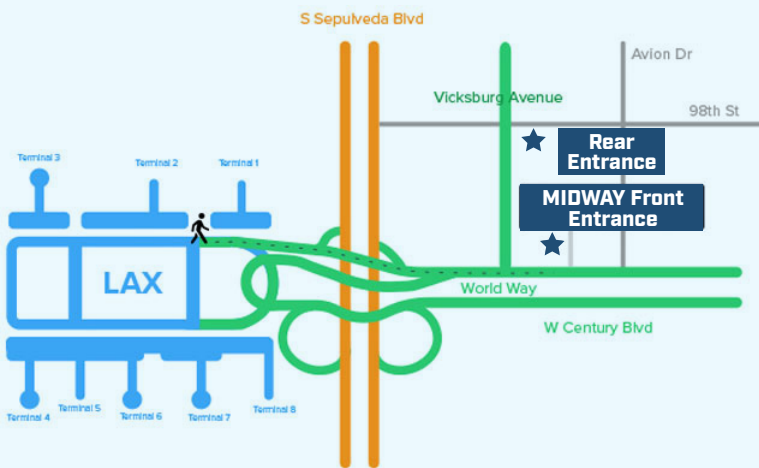 S Sepulveda Blvd
Avion Dr
Vicksburg Avenue
98th St
Rear
Entrance
Terminal 3
Terminal 2
Terminal 1
MIDWAY Front
Entrance
LAX
World Way
W Century Blvd
Terminal 4
Terminal 5
Terminal 6
Terminal 7
Terminal 8